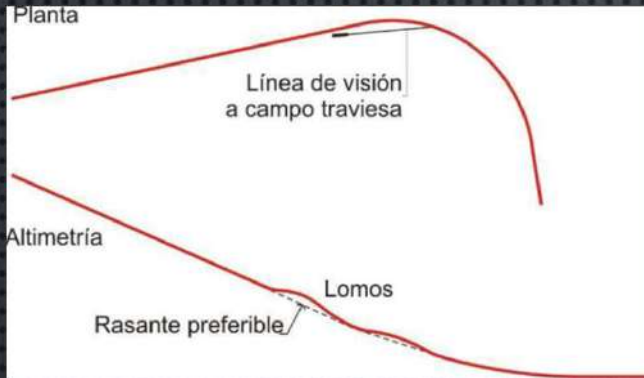 Planta
Línea de visión
a campo traviesa
Altimetría
Lomos
Rasante preferible